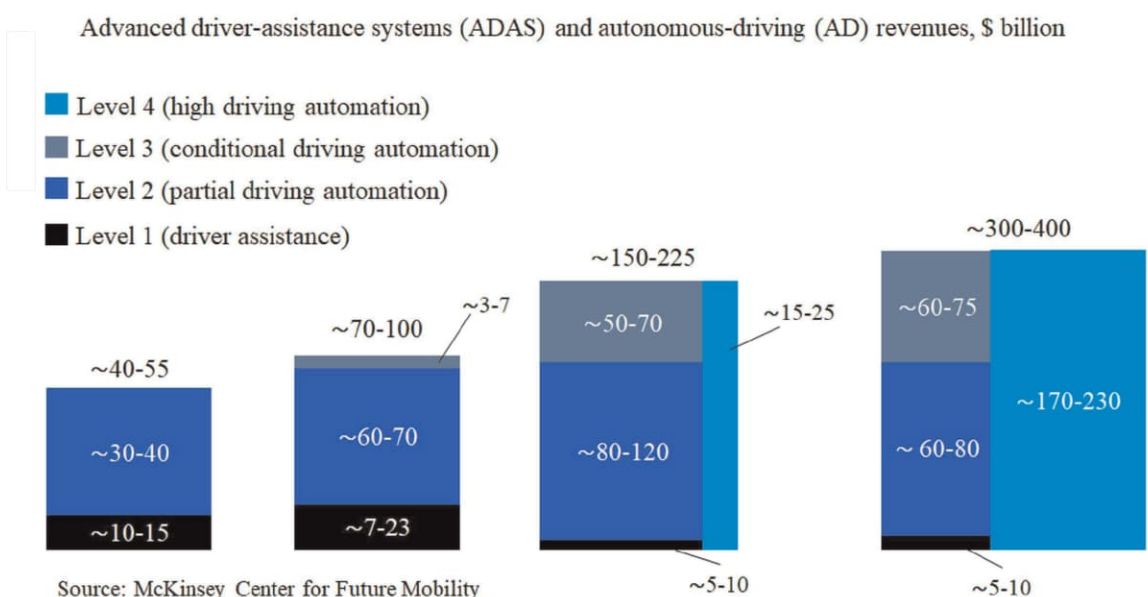 Advanced driver-assistance systems (ADAS) and autonomous-driving (AD) revenues, $ billion
Level 4 (high driving automation)
Level 3 (conditional driving automation)
Level 2 (partial driving automation)
Level 1 (driver assistance)
~40-55
~30-40
~10-15
~70-100
~3-7
~60-70
~7-23
~150-225
~50-70
~15-25
~80-120
~5-10
~300-400
~60-75
~170-230
~ 60-80
~5-10
Source: McKinsey Center for Future Mobility